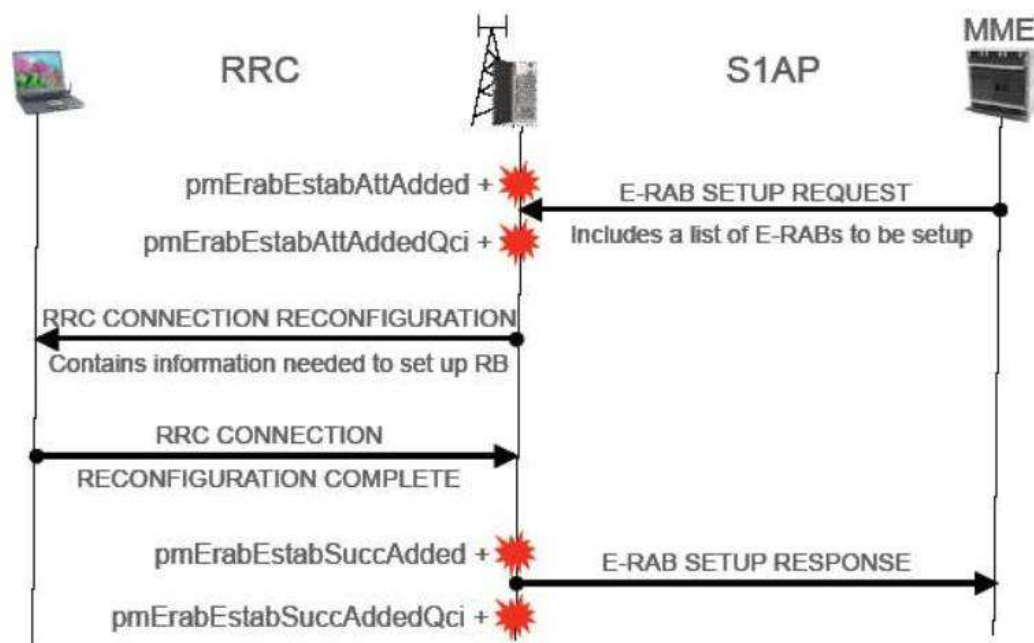 MME
RRC
S1AP
pmErabEstabAttAdded +
E-RAB SETUP REQUEST
pmErabEstabAttAddedQci +
Includes a list of E-RABs to be setup
RRC CONNECTION RECONFIGURATION
Contains information needed to set up RB
RRC CONNECTION
RECONFIGURATION COMPLETE
pmErabEstabSuccAdded +
E-RAB SETUP RESPONSE
pmErabEstabSuccAddedQci +